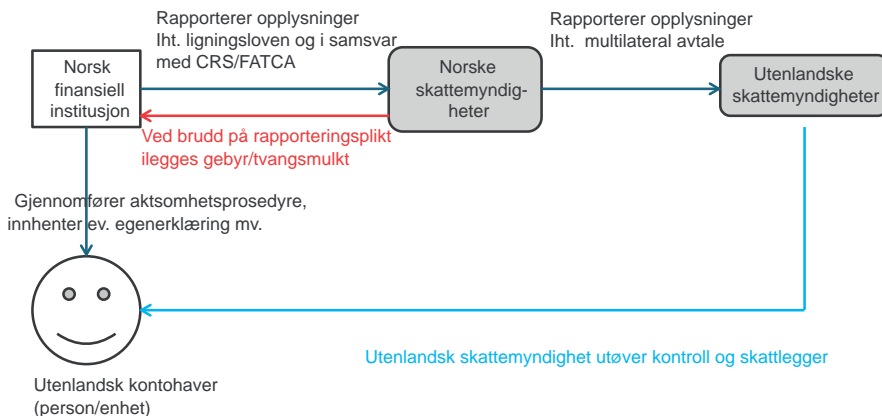 Rapporterer opplysninger
Iht. ligningsloven og i samsvar
med CRS/FATCA
Rapporterer opplysninger
Iht.  multilateral avtale
Norsk
finansiell
institusjon
Norske
skattemyndig-
heter
Utenlandske
skattemyndigheter
Ved brudd på rapporteringsplikt
ilegges gebyr/tvangsmulkt
Gjennomfører aktsomhetsprosedyre,
innhenter ev. egenerklæring mv.
Utenlandsk skattemyndighet utøver kontroll og skattlegger
Utenlandsk kontohaver
(person/enhet)